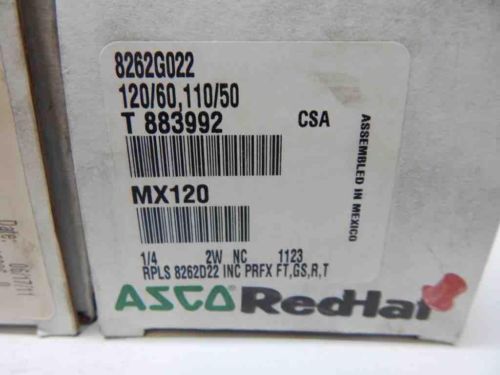 8262G022
120/60,110/50
T 883992
CSA
ASSEMBLED IN MEXICO
MX120
1/4 2W NC 1123
RPLS 8262D22 INC PRFX FT,GS,R,T
ASCO RedHat
Date: